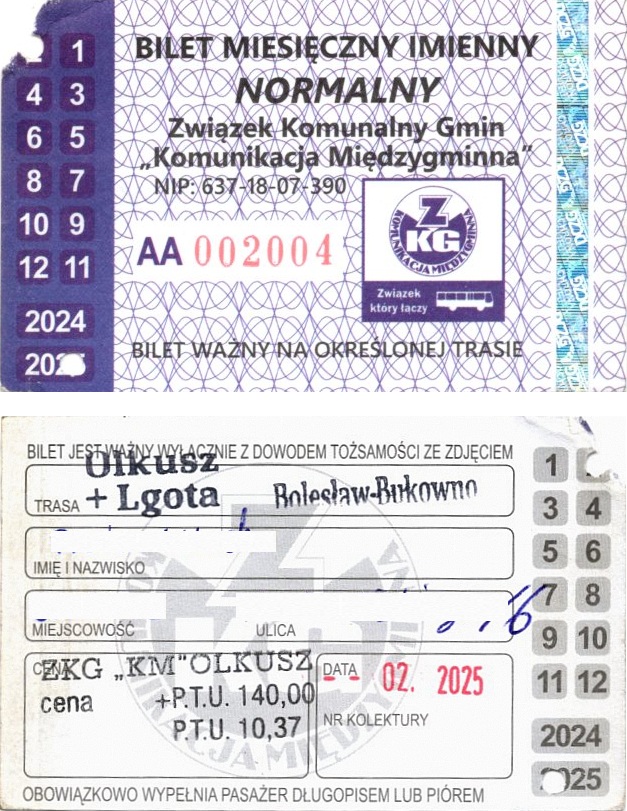 1
BILET MIESIĘCZNY IMIENNY
4 3
NORMALNY
6 5
Związek Komunalny Gmin
„Komunikacja Międzygminna”
8 7
NIP: 637-18-07-390
10 9
Z
KG
KOMUNIKACJA MIĘDZYGMINNA
AA 002004
12 11
Związek
który łączy
2024
BILET WAŻNY NA OKREŚLONEJ TRASIE
202
BILET JEST WAŻNY WYŁĄCZNIE Z DOWODEM TOŻSAMOŚCI ZE ZDJĘCIEM
Olkusz
TRASA + Lgota Bolesław-Bukowno
1
3 4
IMIĘ I NAZWISKO
5 6
7 8
MIEJSCOWOŚĆ ULICA
9 10
CENA
ZKG „KM” OLKUSZ
DATA
-- 02. 2025
11 12
cena +P.T.U. 140,00
NR KOLEKTURY
P.T.U. 10,37
2024
025
OBOWIĄZKOWO WYPEŁNIA PASAŻER DŁUGOPISEM LUB PIÓREM